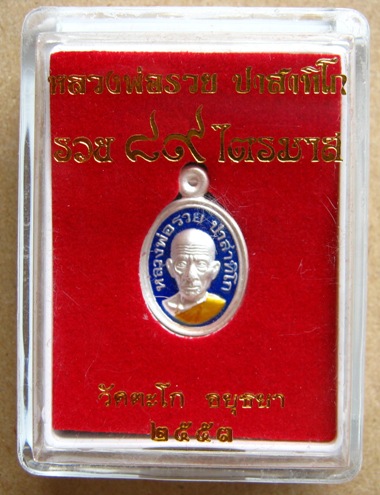 หลวงพ่อรวย ปาสาทิโก
รวย ๘๙ ไตรมาส
หลวงพ่อรวย ปาสาทิโก
วัดตะโก อยุธยา
๒๕๕๓